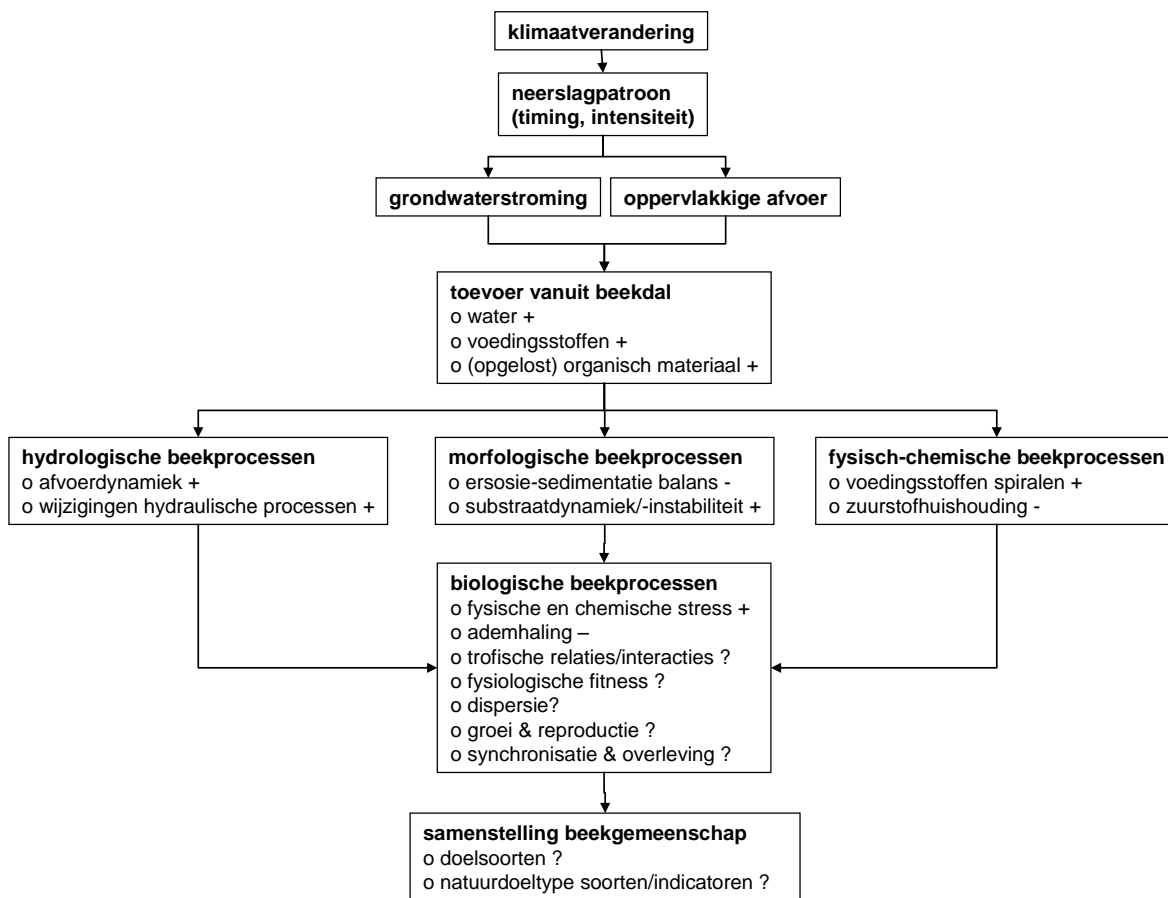 klimaatverandering
neerslagpatroon
(timing, intensiteit)
grondwaterstroming
oppervlakkige afvoer
toevoer vanuit beekdal
o water +
o voedingsstoffen +
o (opgelost) organisch materiaal +
hydrologische beekprocessen
o afvoerdynamiek +
o wijzigingen hydraulische processen +
morfologische beekprocessen
o ersosie-sedimentatie balans -
o substraatdynamiek/-instabiliteit +
fysisch-chemische beekprocessen
o voedingsstoffen spiralen +
o zuurstofhuishouding -
biologische beekprocessen
o fysische en chemische stress +
o ademhaling –
o trofische relaties/interacties ?
o fysiologische fitness ?
o dispersie?
o groei & reproductie ?
o synchronisatie & overleving ?
samenstelling beekgemeenschap
o doelsoorten ?
o natuurdoeltype soorten/indicatoren ?